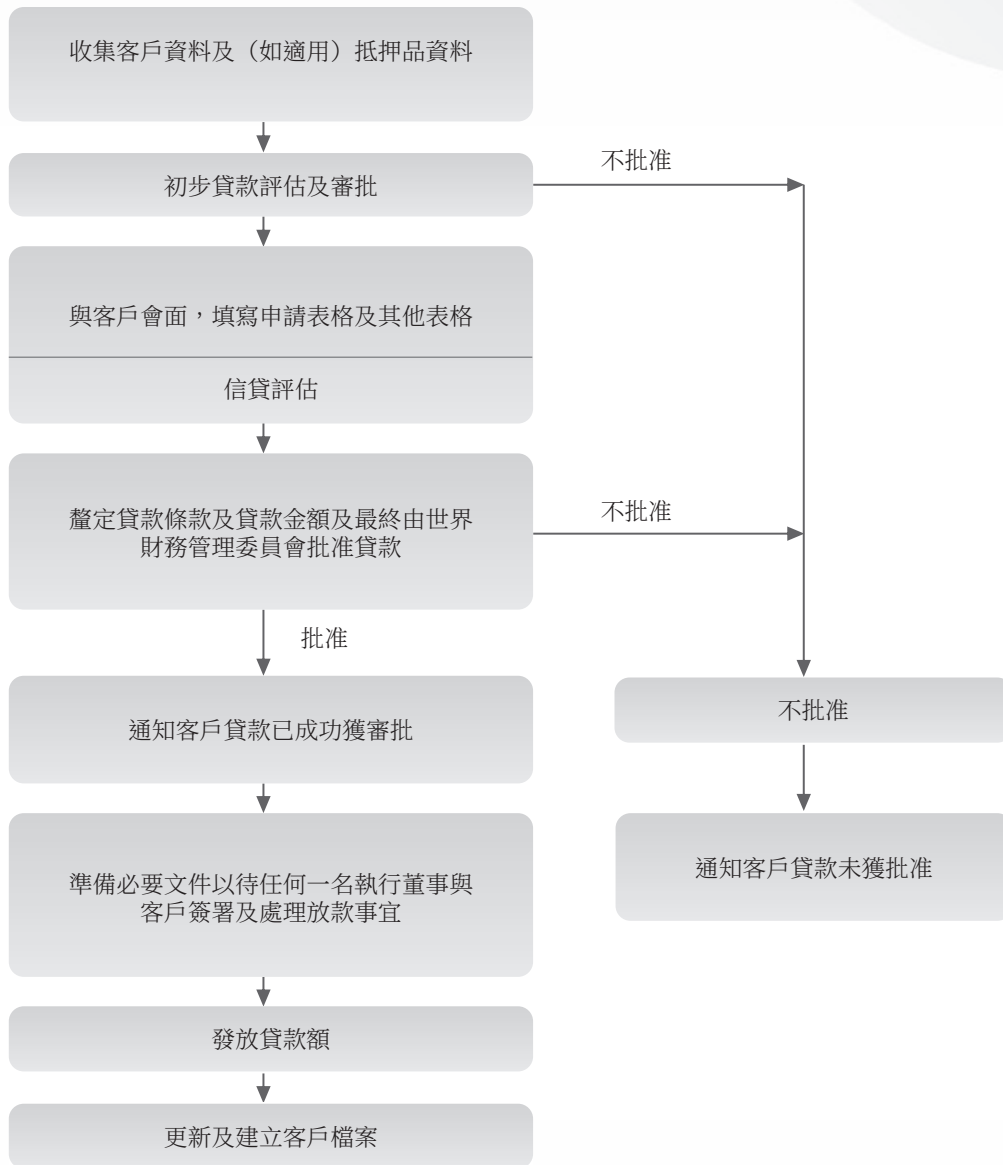 收集客戶資料及（如適用）抵押品資料
初步貸款評估及審批
不批准
與客戶會面，填寫申請表格及其他表格
信貸評估
釐定貸款條款及貸款金額及最終由世界
財務管理委員會批准貸款
不批准
批准
通知客戶貸款已成功獲審批
不批准
準備必要文件以待任何一名執行董事與
客戶簽署及處理放款事宜
通知客戶貸款未獲批准
發放貸款額
更新及建立客戶檔案